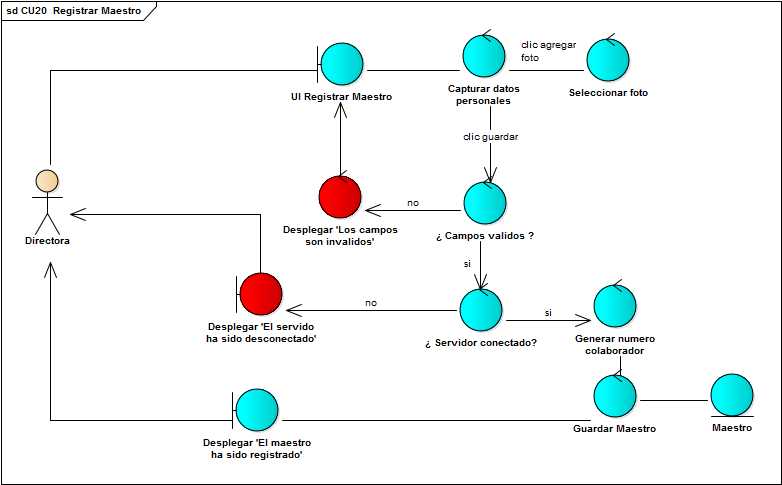 sd CU20 Registrar Maestro
clic agregar
foto
UI Registrar Maestro
Capturar datos
personales
Seleccionar foto
clic guardar
no
Desplegar 'Los campos
son invalidos'
¿ Campos validos ?
Directora
si
no
Desplegar 'El servido
ha sido desconectado'
¿ Servidor conectado?
si
Generar numero
colaborador
Desplegar 'El maestro
ha sido registrado'
Guardar Maestro
Maestro